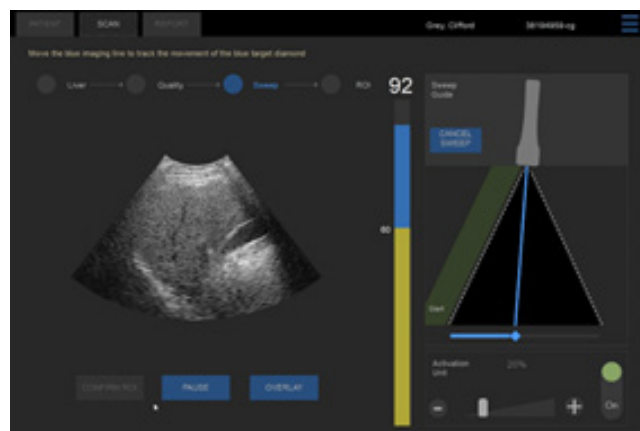 PATIENT SCAN REPORT Grey, Clifford
Move the blue imaging line to track the movement of the blue target diamond
Liver Quality Sweep ROI 92
Sweep
Guide
CANCEL
SWEEP
60
Start
Activation
Unit
20%
CONFIRM ROI PAUSE OVERLAY
On